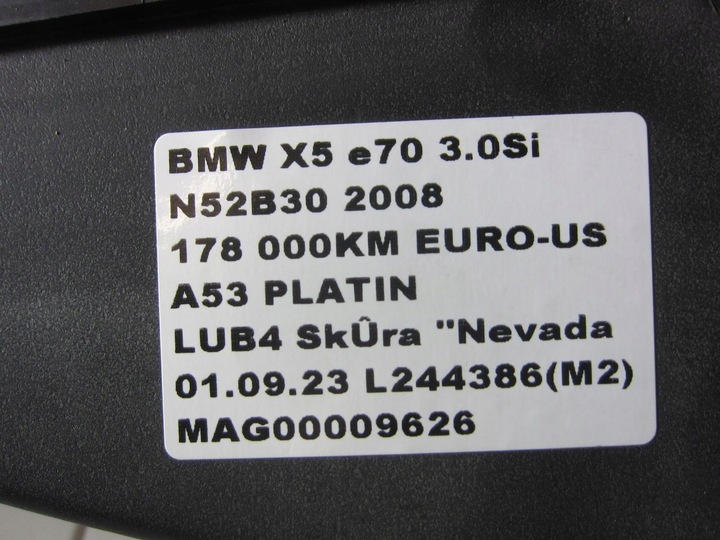 BMW X5 e70 3.0Si
N52B30 2008
178 000KM EURO-US
A53 PLATIN
LUB4 SkÛra "Nevada
01.09.23 L244386(M2)
MAG00009626